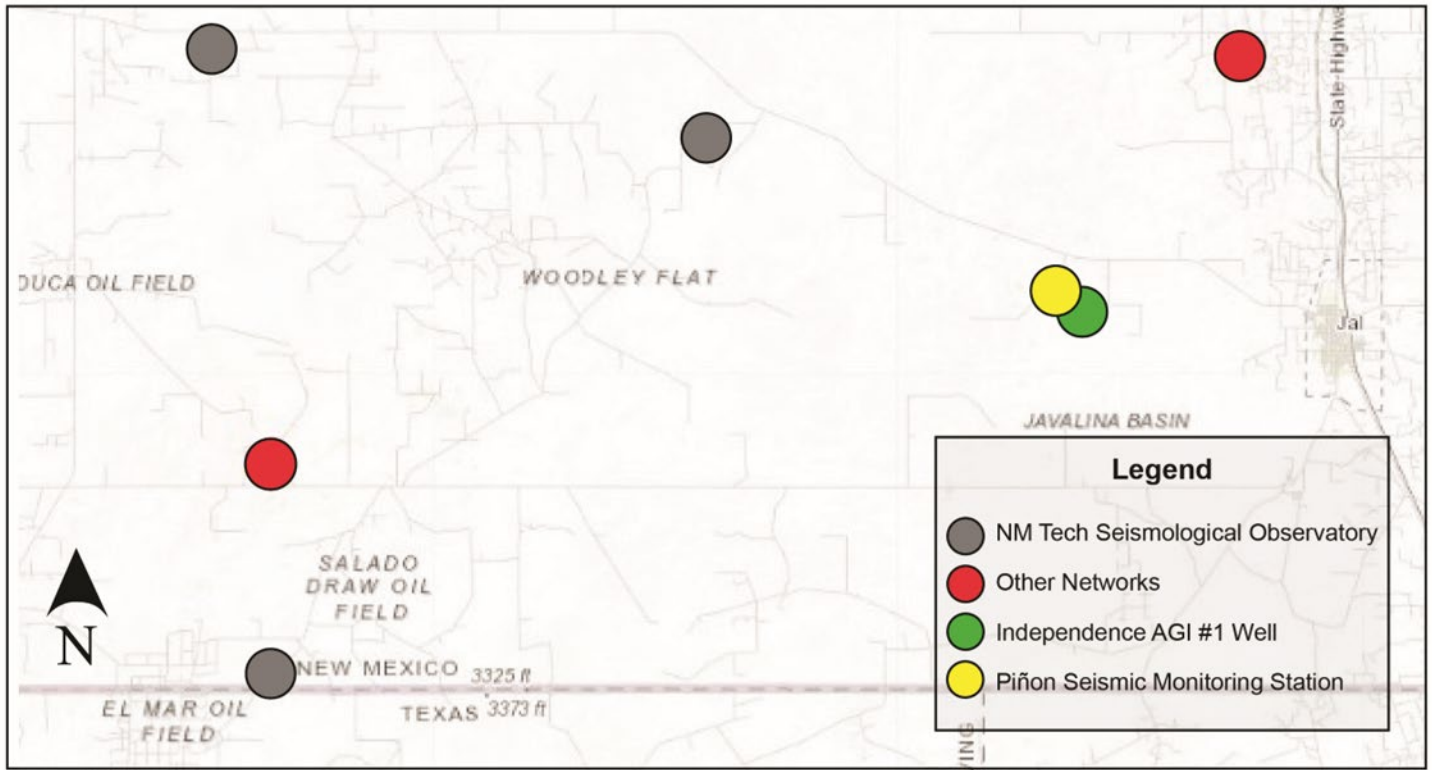 State Highwa
DUCA OIL FIELD
WOODLEY FLAT
Jal
JAVALINA BASIN
SALADO
DRAW OIL
FIELD
N
NEW MEXICO 3325 ft
TEXAS 3373 ft
EL MAR OIL
FIELD
VING
Legend
NM Tech Seismological Observatory
Other Networks
Independence AGI #1 Well
Piñon Seismic Monitoring Station